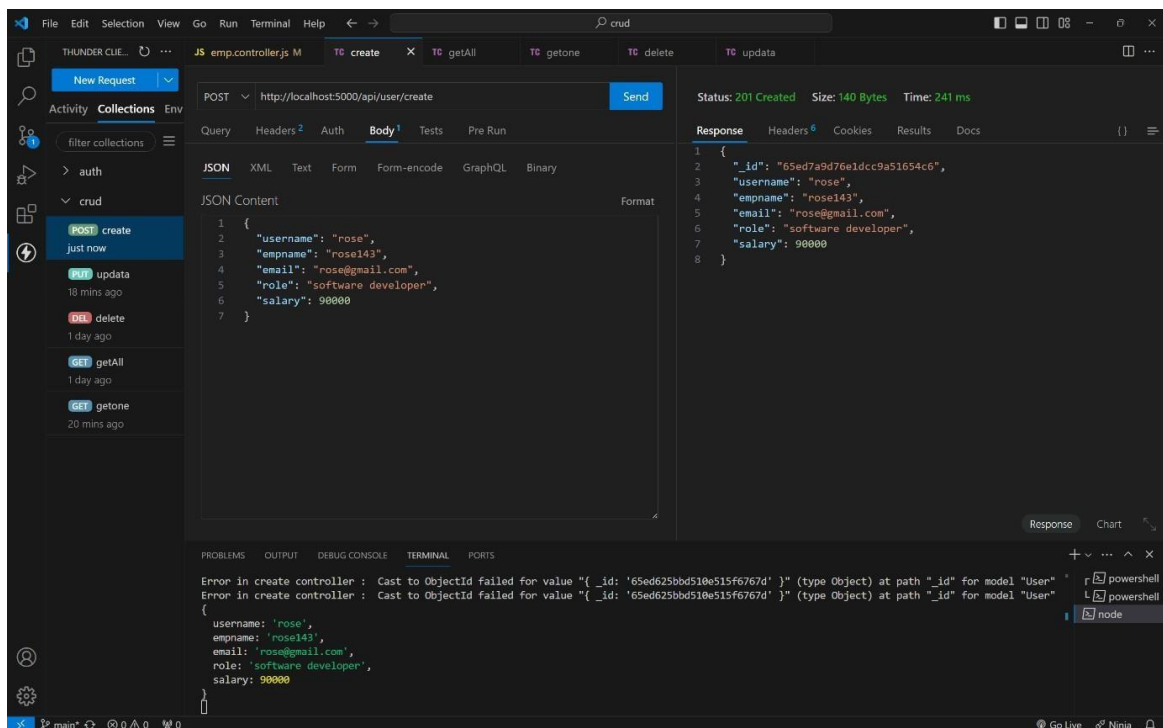 File Edit Selection View Go Run Terminal Help ← → crud
THUNDER CLIE... ···
New Request
Activity Collections Env
filter collections
> auth
crud
POST create
just now
PUT updata
18 mins ago
DEL delete
1 day ago
GET getAll
1 day ago
GET getone
20 mins ago
JS emp.controller.js M TC create × TC getAll TC getone TC delete TC updata
POST http://localhost:5000/api/user/create Send
Query Headers 2 Auth Body 1 Tests Pre Run
JSON XML Text Form Form-encode GraphQL Binary
JSON Content Format
1 {
2 "username": "rose",
3 "empname": "rose143",
4 "email": "rose@gmail.com",
5 "role": "software developer",
6 "salary": 90000
7 }
Status: 201 Created Size: 140 Bytes Time: 241 ms
Response Headers 6 Cookies Results Docs {}
1 {
2 "_id": "65ed7a9d76e1dcc9a51654c6",
3 "username": "rose",
4 "empname": "rose143",
5 "email": "rose@gmail.com",
6 "role": "software developer",
7 "salary": 90000
8 }
Response Chart
PROBLEMS OUTPUT DEBUG CONSOLE TERMINAL PORTS
Error in create controller : Cast to ObjectId failed for value "{ _id: '65ed625bbd510e515f6767d' }" (type Object) at path "_id" for model "User"
Error in create controller : Cast to ObjectId failed for value "{ _id: '65ed625bbd510e515f6767d' }" (type Object) at path "_id" for model "User"
{
username: 'rose',
empname: 'rose143',
email: 'rose@gmail.com',
role: 'software developer',
salary: 90000
}
powershell
powershell
node
main* 0 0 0 Go Live Ninja